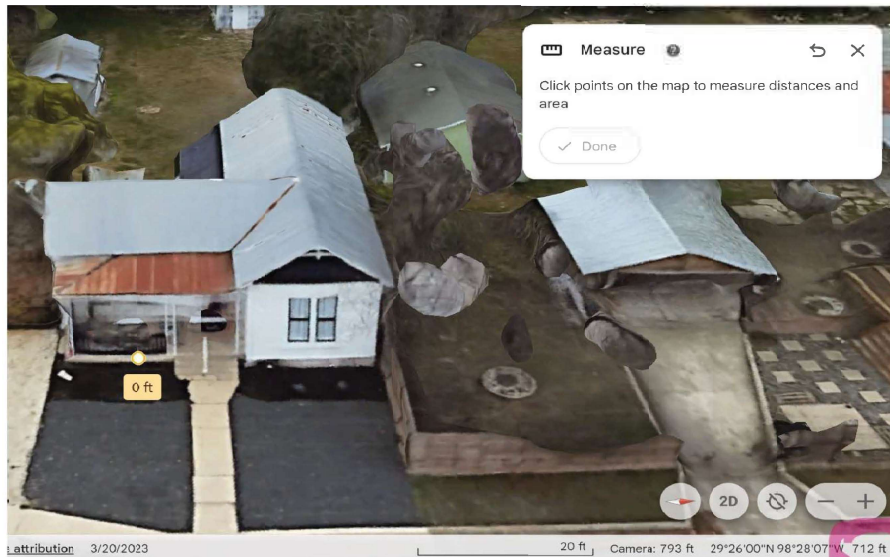 Measure
Click points on the map to measure distances and
area
Done
0 ft
2D
attribution 3/20/2023 20 ft Camera: 793 ft 29°26'00"N 98°28'07"W 712 ft